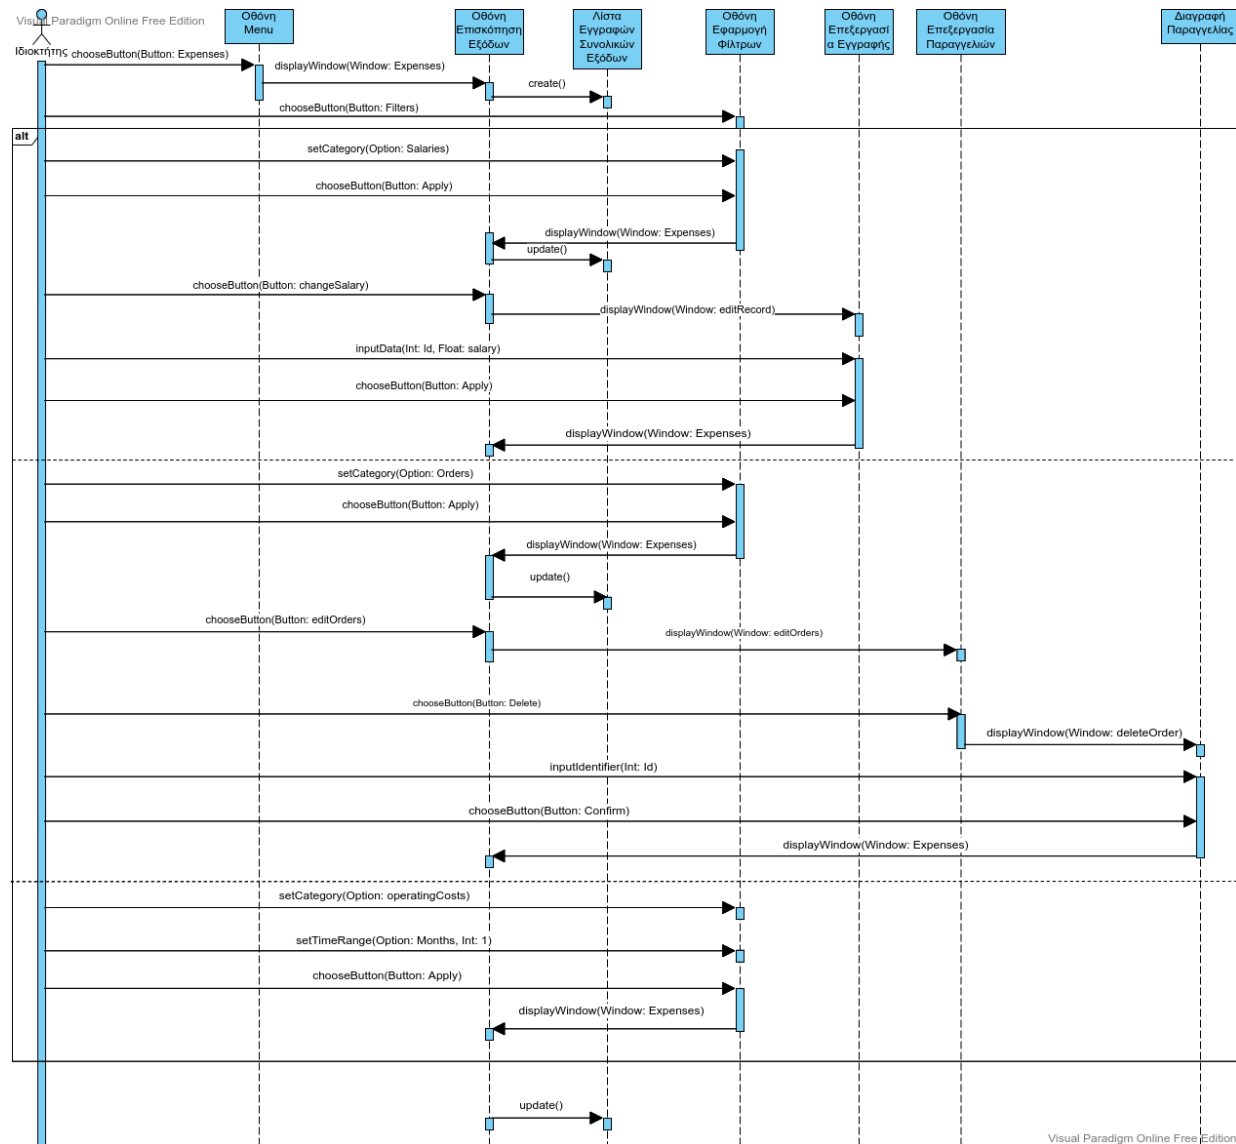 Visual Paradigm Online Free Edition
Ιδιοκτήτης
Οθόνη
Menu
Οθόνη
Επισκόπηση
Εξόδων
Λίστα
Εγγραφών
Συνολικών
Εξόδων
Οθόνη
Εφαρμογή
Φίλτρων
Οθόνη
Επεξεργασί
α Εγγραφής
Οθόνη
Επεξεργασία
Παραγγελιών
Διαγραφή
Παραγγελίας
chooseButton(Button: Expenses)
displayWindow(Window: Expenses)
create()
chooseButton(Button: Filters)
alt
setCategory(Option: Salaries)
chooseButton(Button: Apply)
displayWindow(Window: Expenses)
update()
chooseButton(Button: changeSalary)
displayWindow(Window: editRecord)
inputData(Int: Id, Float: salary)
chooseButton(Button: Apply)
displayWindow(Window: Expenses)
setCategory(Option: Orders)
chooseButton(Button: Apply)
displayWindow(Window: Expenses)
update()
chooseButton(Button: editOrders)
displayWindow(Window: editOrders)
chooseButton(Button: Delete)
displayWindow(Window: deleteOrder)
inputIdentifier(Int: Id)
chooseButton(Button: Confirm)
displayWindow(Window: Expenses)
setCategory(Option: operatingCosts)
setTimeRange(Option: Months, Int: 1)
chooseButton(Button: Apply)
displayWindow(Window: Expenses)
update()
Visual Paradigm Online Free Edition